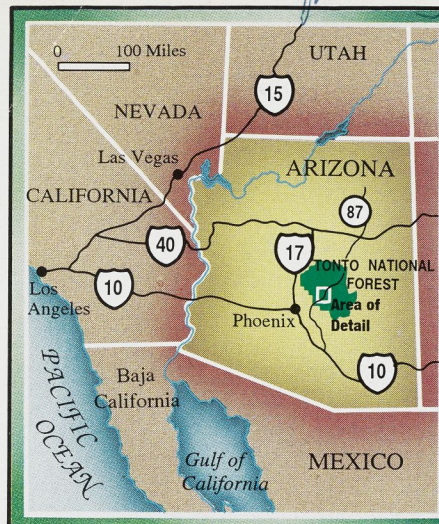 0 100 Miles
UTAH
15
NEVADA
Las Vegas
ARIZONA
CALIFORNIA
87
40
17
TONTO NATIONAL
FOREST
10
Los
Angeles
Area of
Detail
Phoenix
10
Baja
California
PACIFIC
OCEAN
Gulf of
California
MEXICO